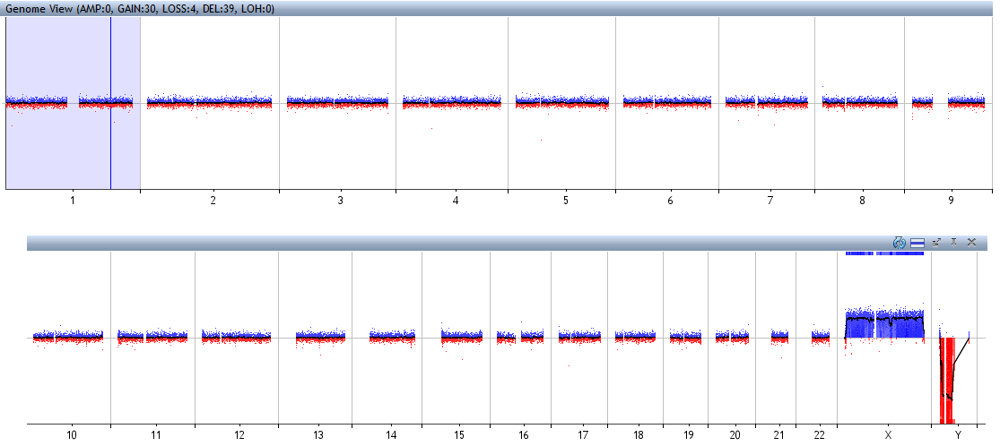 Genome View (AMP:0, GAIN:30, LOSS:4, DEL:39, LOH:0)
1 2 3 4 5 6 7 8 9
10 11 12 13 14 15 16 17 18 19 20 21 22 X Y